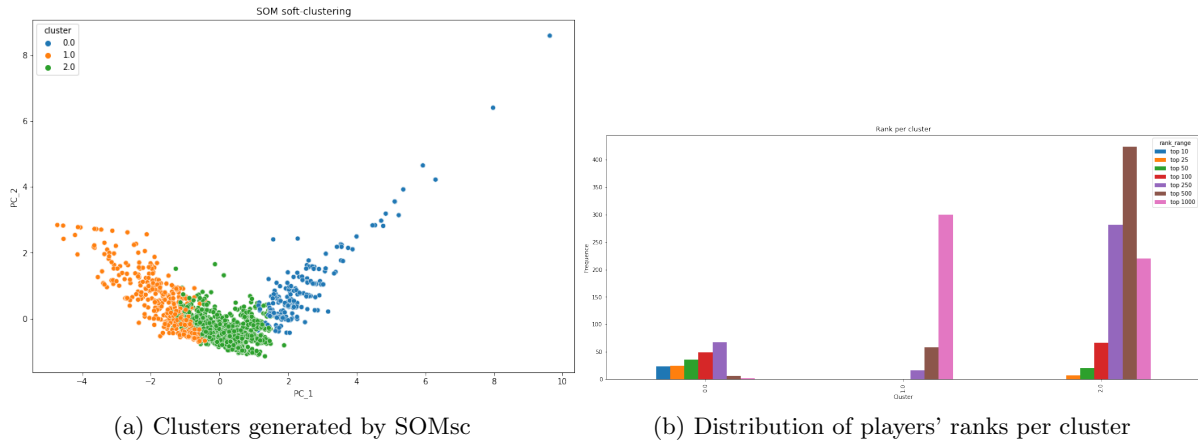 SOM soft-clustering
cluster
0.0
1.0
2.0
PC_2
8
6
4
2
0
−4
−2
0
2
4
6
8
10
PC_1
(a) Clusters generated by SOMsc
Rank per cluster
rank_range
top 10
top 25
top 50
top 100
top 250
top 500
top 1000
Frequence
400
350
300
250
200
150
100
50
0
0.0
1.0
2.0
Cluster
(b) Distribution of players' ranks per cluster